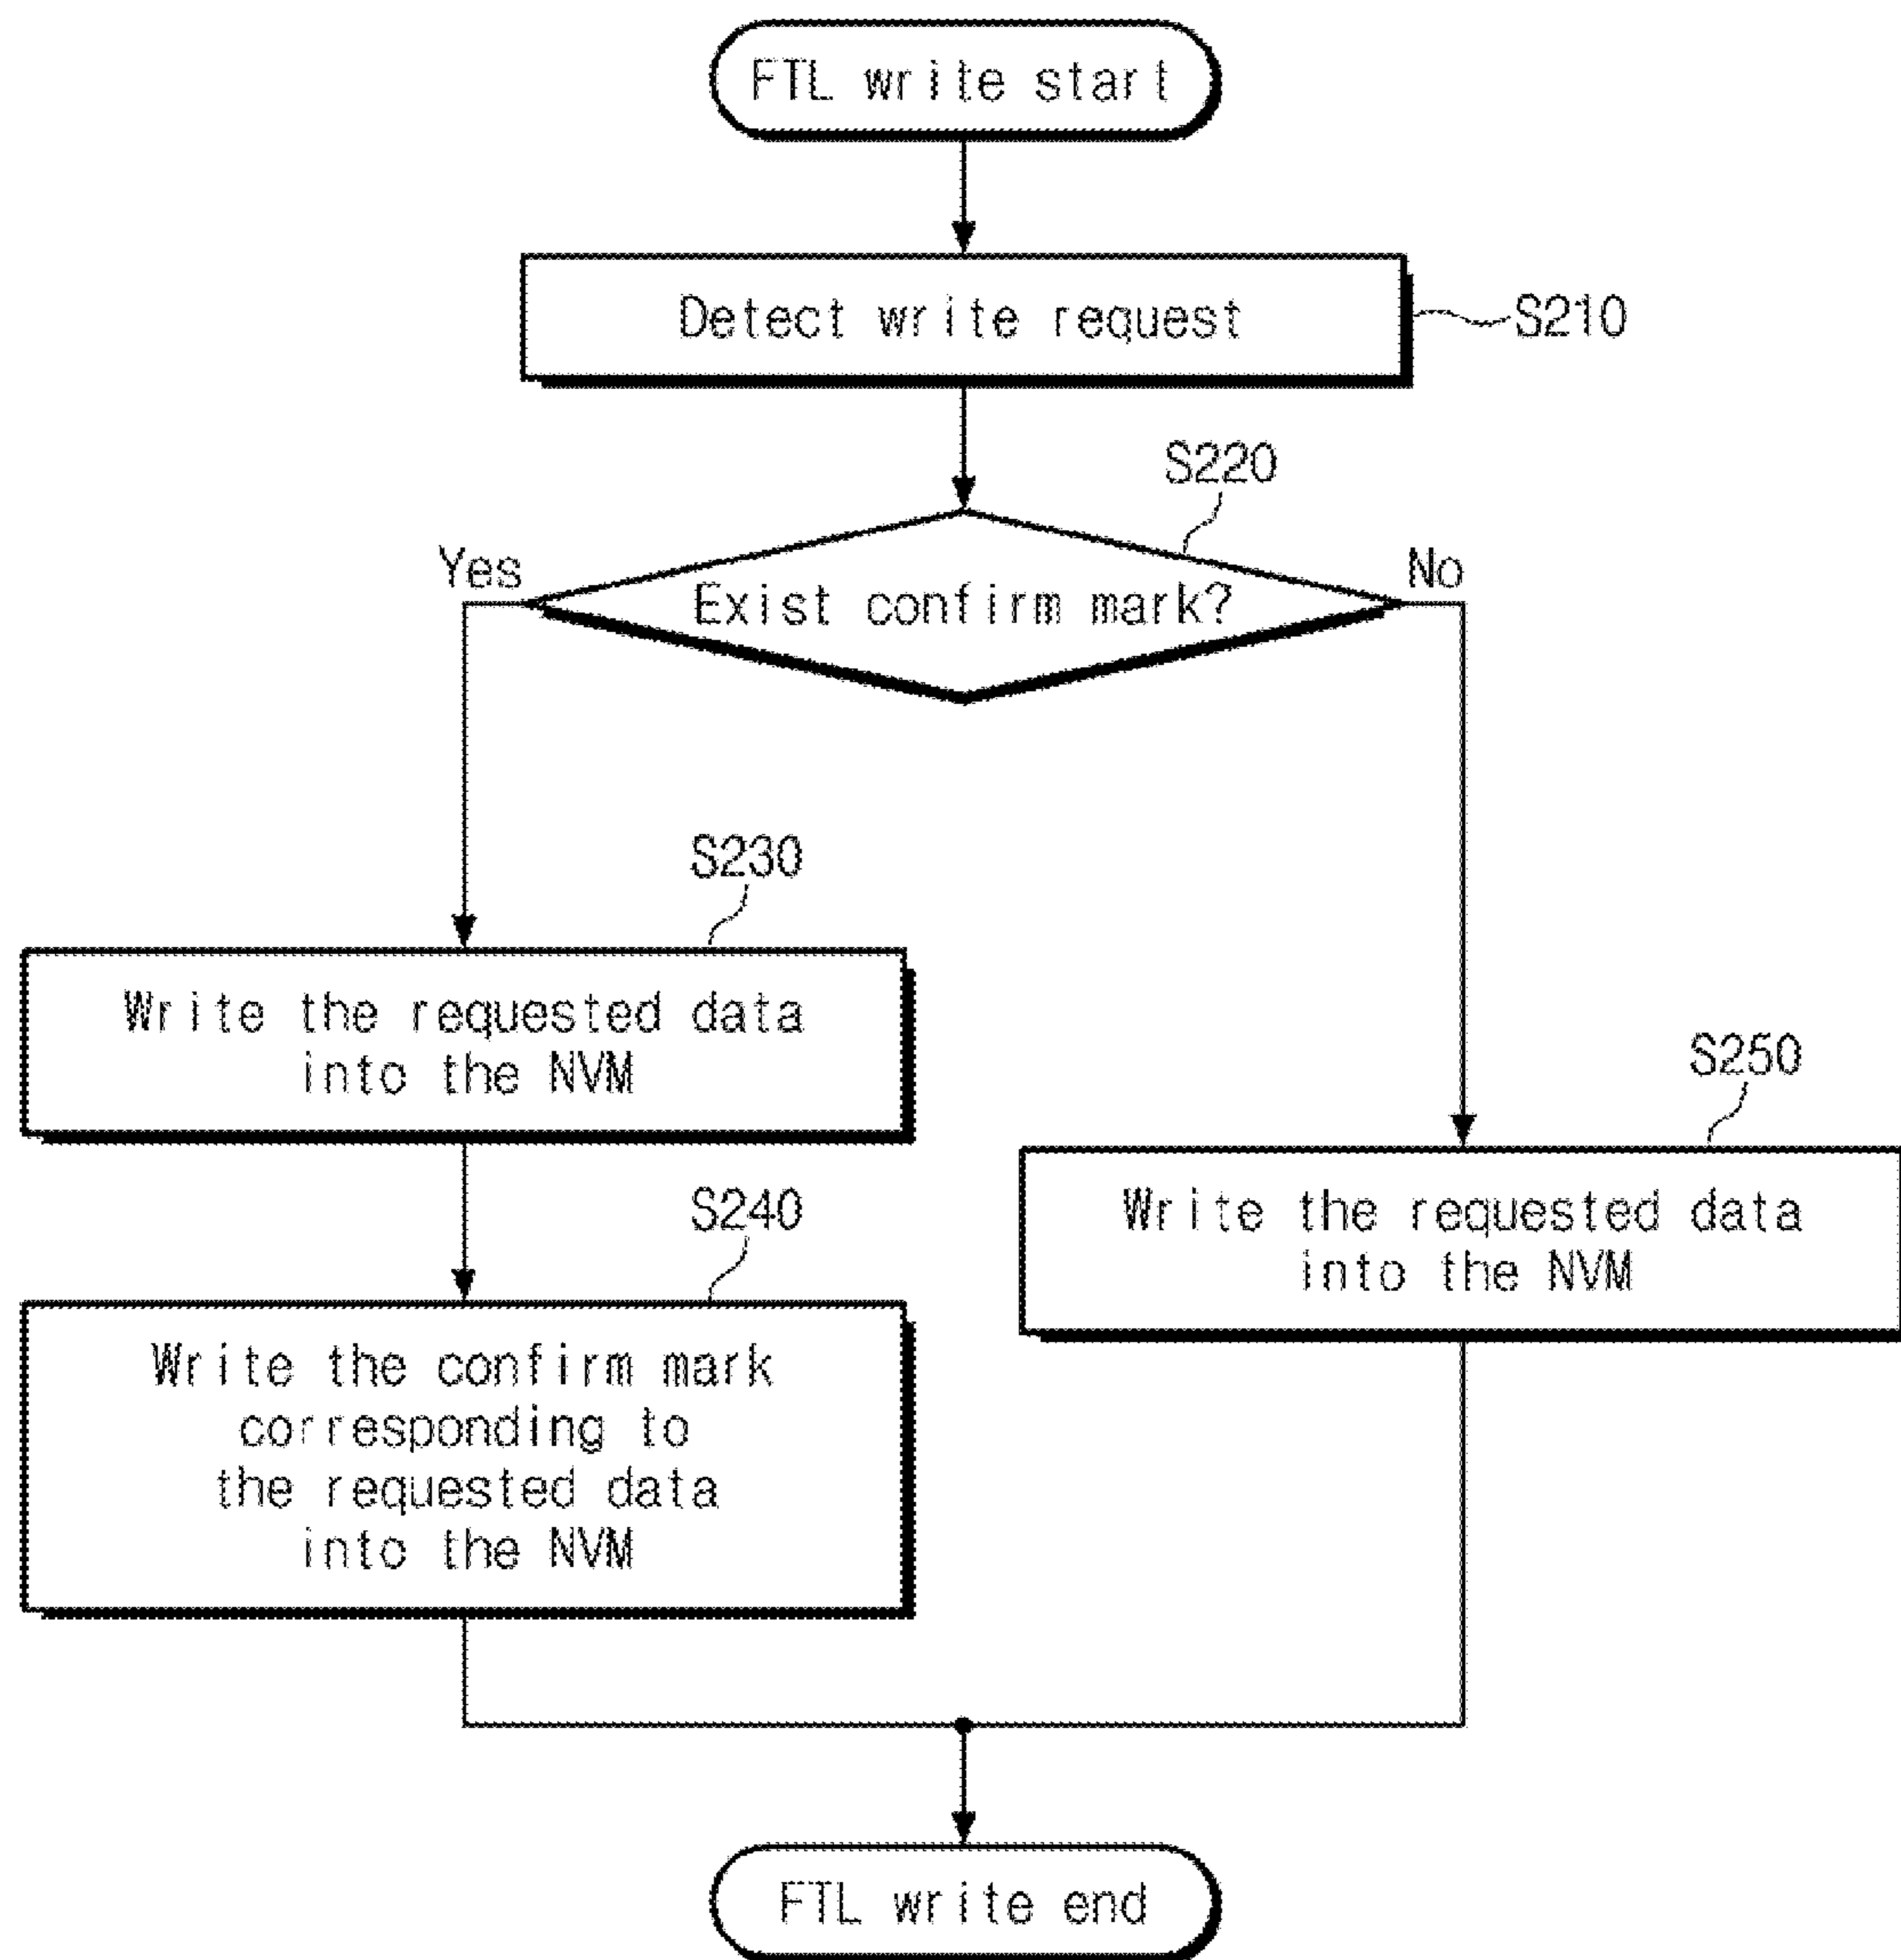 FTL write start
Detect write request
S210
S220
Yes
Exist confirm mark?
No
S230
Write the requested data
into the NVM
S250
Write the requested data
into the NVM
S240
Write the confirm mark
corresponding to
the requested data
into the NVM
FTL write end